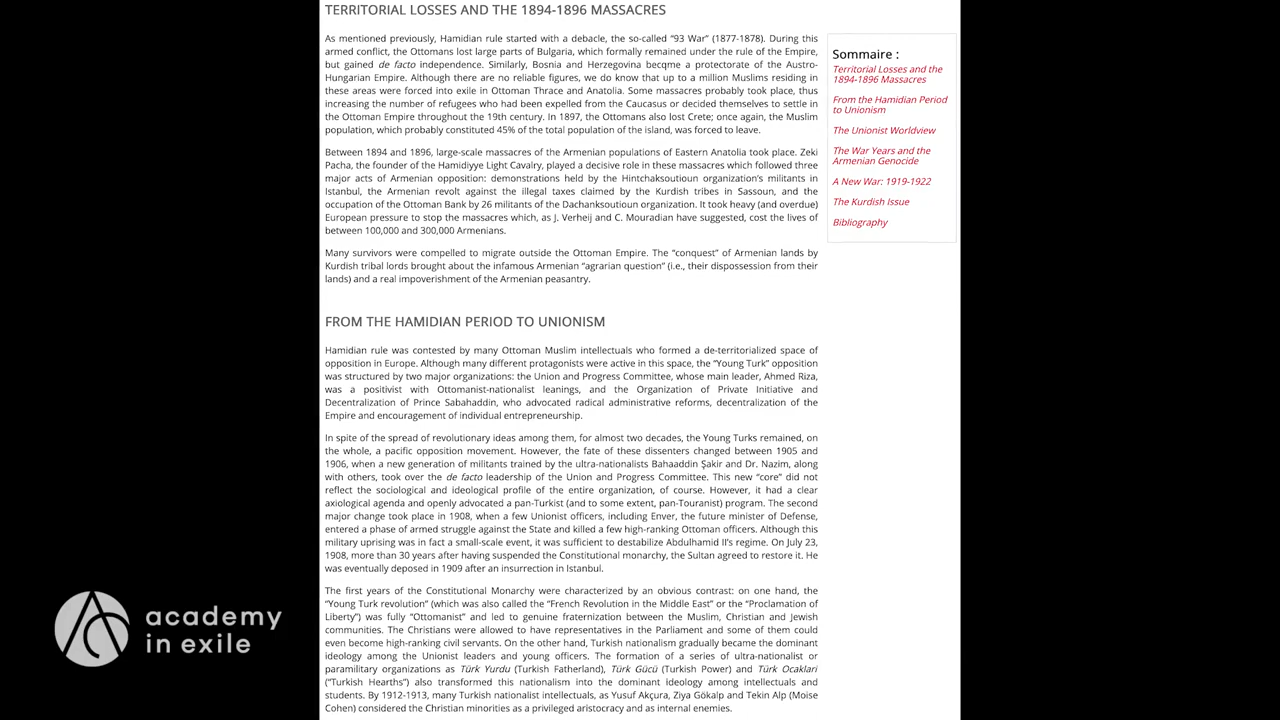 TERRITORIAL LOSSES AND THE 1894-1896 MASSACRES
As mentioned previously, Hamidian rule started with a debacle, the so-called “93 War” (1877-1878). During this
armed conflict, the Ottomans lost large parts of Bulgaria, which formally remained under the rule of the Empire,
but gained de facto independence. Similarly, Bosnia and Herzegovina becqme a protectorate of the Austro-
Hungarian Empire. Although there are no reliable figures, we do know that up to a million Muslims residing in
these areas were forced into exile in Ottoman Thrace and Anatolia. Some massacres probably took place, thus
increasing the number of refugees who had been expelled from the Caucasus or decided themselves to settle in
the Ottoman Empire throughout the 19th century. In 1897, the Ottomans also lost Crete; once again, the Muslim
population, which probably constituted 45% of the total population of the island, was forced to leave.
Between 1894 and 1896, large-scale massacres of the Armenian populations of Eastern Anatolia took place. Zeki
Pacha, the founder of the Hamidiyye Light Cavalry, played a decisive role in these massacres which followed three
major acts of Armenian opposition: demonstrations held by the Hintchaksoutioun organization’s militants in
Istanbul, the Armenian revolt against the illegal taxes claimed by the Kurdish tribes in Sassoun, and the
occupation of the Ottoman Bank by 26 militants of the Dachanksoutioun organization. It took heavy (and overdue)
European pressure to stop the massacres which, as J. Verheij and C. Mouradian have suggested, cost the lives of
between 100,000 and 300,000 Armenians.
Many survivors were compelled to migrate outside the Ottoman Empire. The “conquest” of Armenian lands by
Kurdish tribal lords brought about the infamous Armenian “agrarian question” (i.e., their dispossession from their
lands) and a real impoverishment of the Armenian peasantry.
FROM THE HAMIDIAN PERIOD TO UNIONISM
Hamidian rule was contested by many Ottoman Muslim intellectuals who formed a de-territorialized space of
opposition in Europe. Although many different protagonists were active in this space, the “Young Turk” opposition
was structured by two major organizations: the Union and Progress Committee, whose main leader, Ahmed Riza,
was a positivist with Ottomanist-nationalist leanings, and the Organization of Private Initiative and
Decentralization of Prince Sabahaddin, who advocated radical administrative reforms, decentralization of the
Empire and encouragement of individual entrepreneurship.
In spite of the spread of revolutionary ideas among them, for almost two decades, the Young Turks remained, on
the whole, a pacific opposition movement. However, the fate of these dissenters changed between 1905 and
1906, when a new generation of militants trained by the ultra-nationalists Bahaaddin Şakir and Dr. Nazim, along
with others, took over the de facto leadership of the Union and Progress Committee. This new “core” did not
reflect the sociological and ideological profile of the entire organization, of course. However, it had a clear
axiological agenda and openly advocated a pan-Turkist (and to some extent, pan-Touranist) program. The second
major change took place in 1908, when a few Unionist officers, including Enver, the future minister of Defense,
entered a phase of armed struggle against the State and killed a few high-ranking Ottoman officers. Although this
military uprising was in fact a small-scale event, it was sufficient to destabilize Abdulhamid II’s regime. On July 23,
1908, more than 30 years after having suspended the Constitutional monarchy, the Sultan agreed to restore it. He
was eventually deposed in 1909 after an insurrection in Istanbul.
The first years of the Constitutional Monarchy were characterized by an obvious contrast: on one hand, the
“Young Turk revolution” (which was also called the “French Revolution in the Middle East” or the “Proclamation of
Liberty”) was fully “Ottomanist” and led to genuine fraternization between the Muslim, Christian and Jewish
communities. The Christians were allowed to have representatives in the Parliament and some of them could
even become high-ranking civil servants. On the other hand, Turkish nationalism gradually became the dominant
ideology among the Unionist leaders and young officers. The formation of a series of ultra-nationalist or
paramilitary organizations as Türk Yurdu (Turkish Fatherland), Türk Gücü (Turkish Power) and Türk Ocaklari
(“Turkish Hearths”) also transformed this nationalism into the dominant ideology among intellectuals and
students. By 1912-1913, many Turkish nationalist intellectuals, as Yusuf Akçura, Ziya Gökalp and Tekin Alp (Moise
Cohen) considered the Christian minorities as a privileged aristocracy and as internal enemies.
Sommaire :
Territorial Losses and the
1894-1896 Massacres
From the Hamidian Period
to Unionism
The Unionist Worldview
The War Years and the
Armenian Genocide
A New War: 1919-1922
The Kurdish Issue
Bibliography
academy
in exile